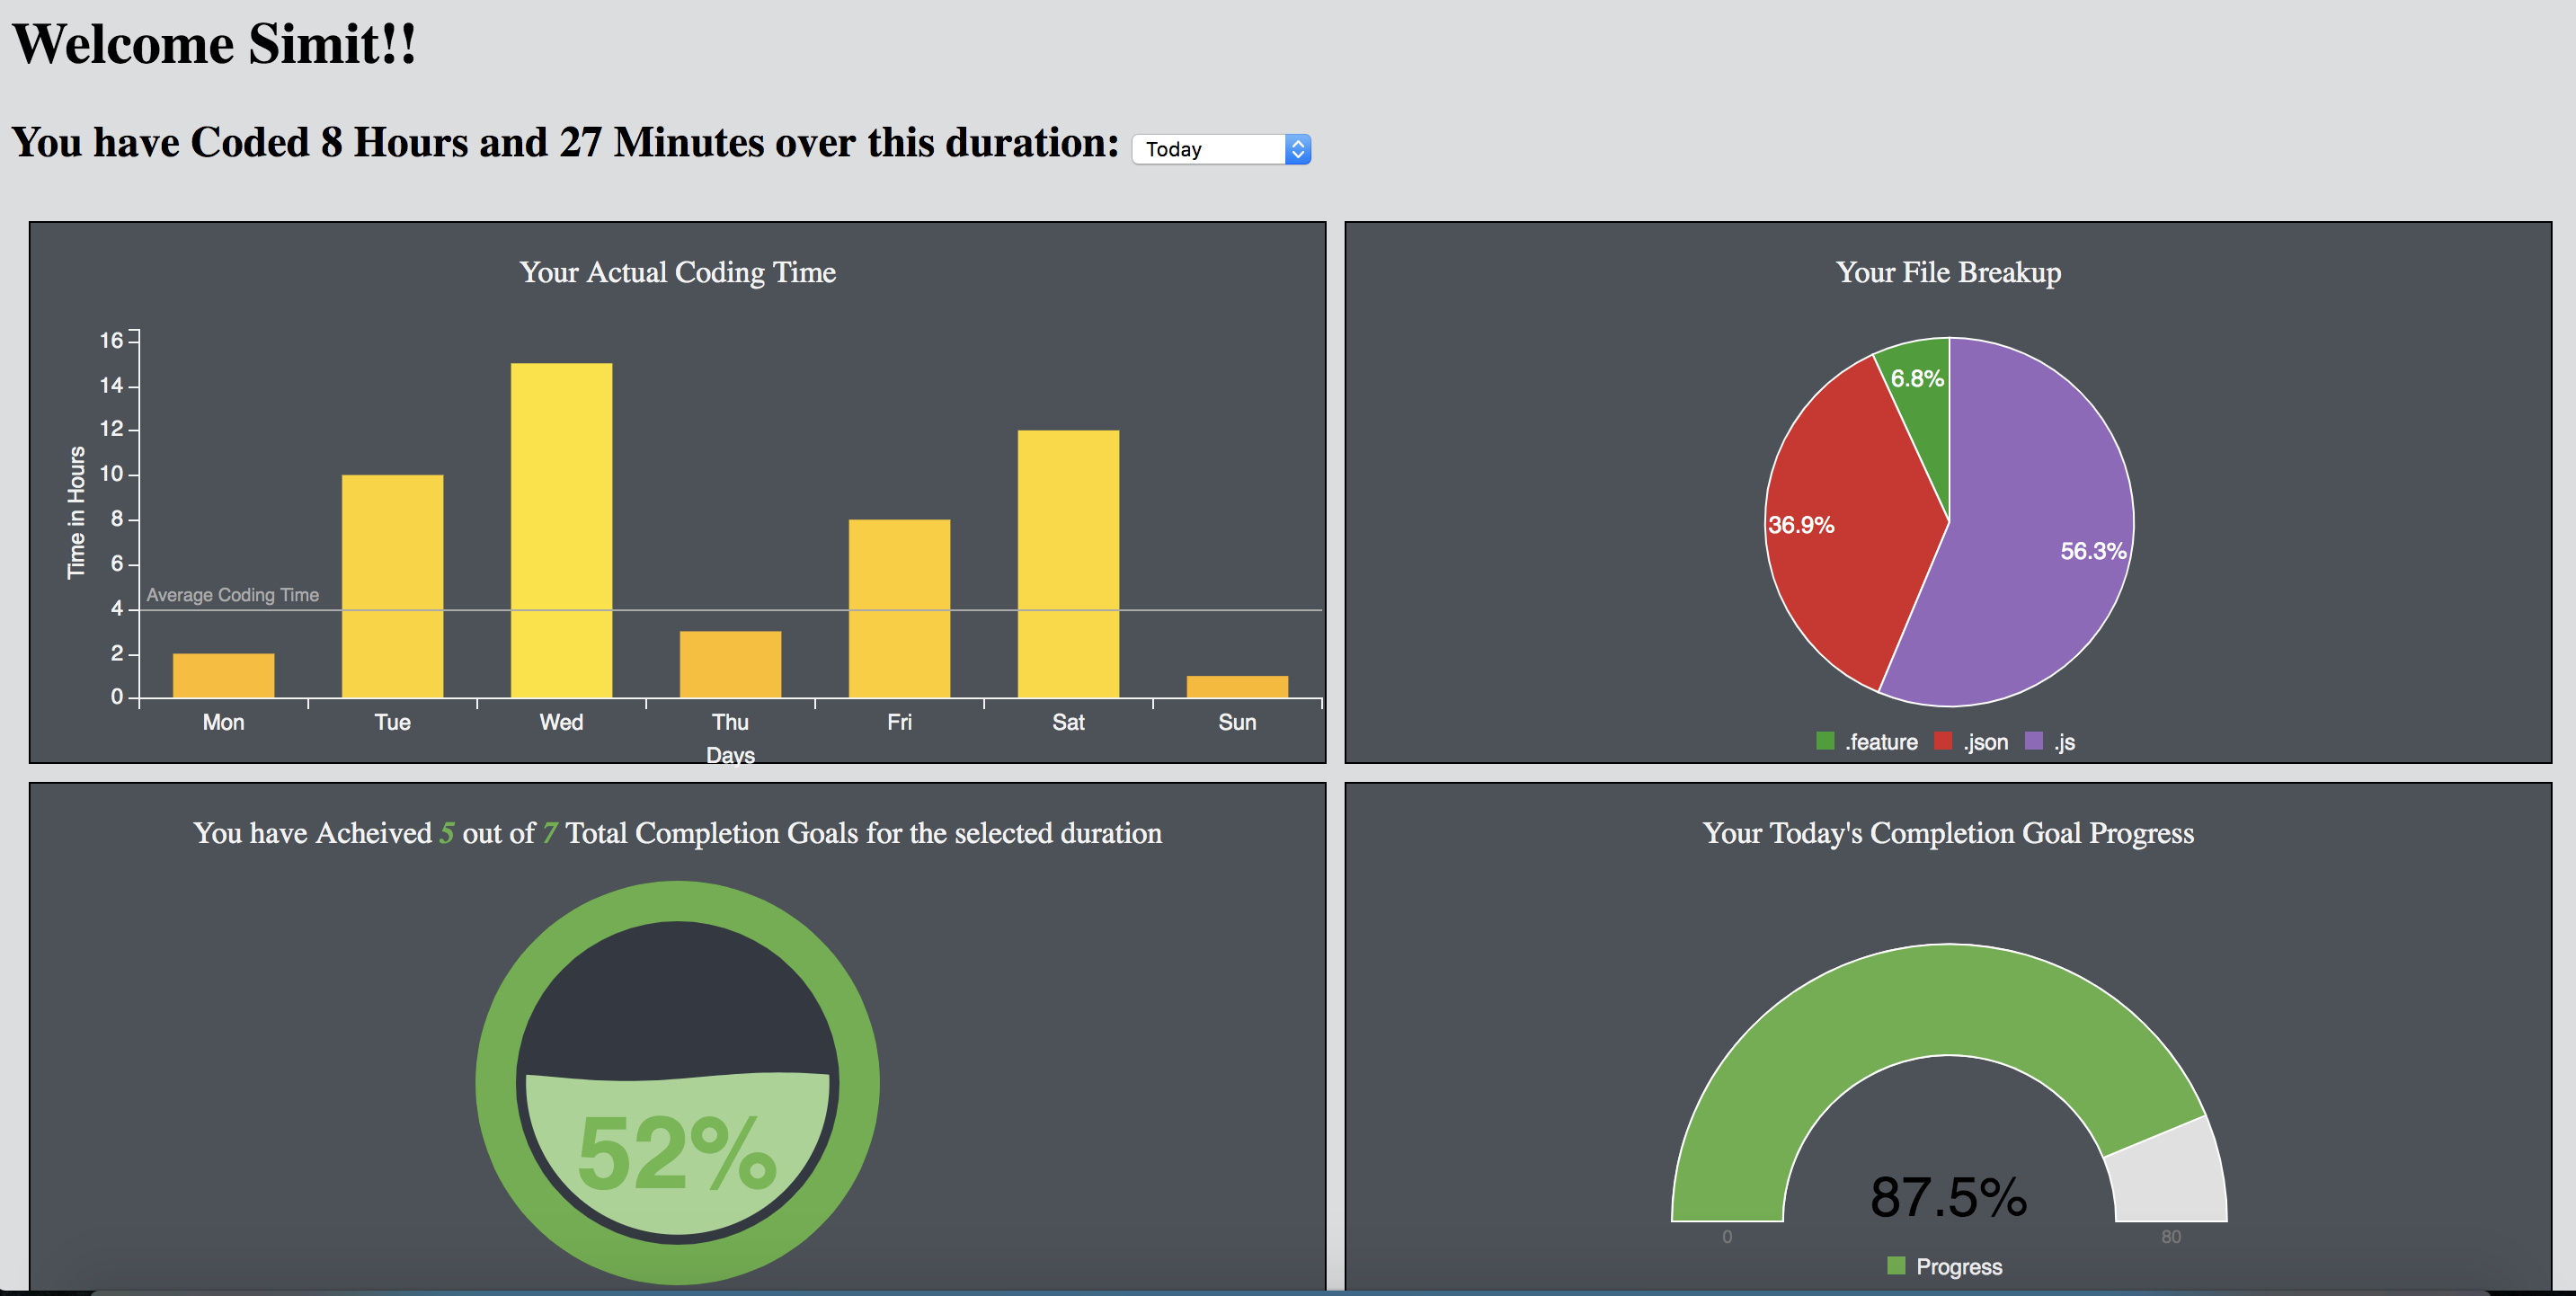 Welcome Simit!!
You have Coded 8 Hours and 27 Minutes over this duration: Today
Your Actual Coding Time
16
14
12
10
8
6
4
2
0
Time in Hours
Average Coding Time
Mon Tue Wed Thu Fri Sat Sun
Days
Your File Breakup
6.8%
36.9%
56.3%
.feature .json .js
You have Acheived 5 out of 7 Total Completion Goals for the selected duration
52%
Your Today's Completion Goal Progress
87.5%
0 80
Progress